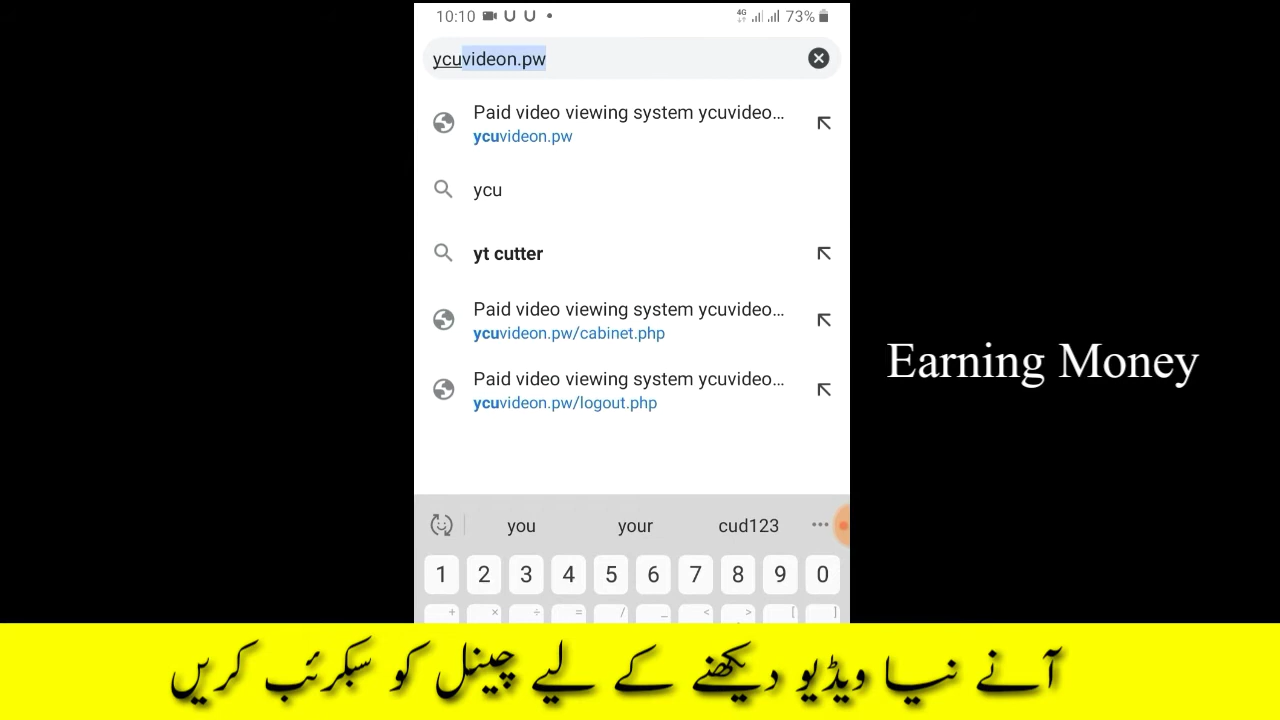 10:10 73%
ycuvideon.pw
Paid video viewing system ycuvideo...
ycuvideon.pw
ycu
yt cutter
Paid video viewing system ycuvideo...
ycuvideon.pw/cabinet.php
Paid video viewing system ycuvideo...
ycuvideon.pw/logout.php
Earning Money
you your cud123
1 2 3 4 5 6 7 8 9 0
+ × ÷ = / _ < > [ ]
آنے نیا ویڈیو دیکھنے کے لیے چینل کو سبکرئب کریں